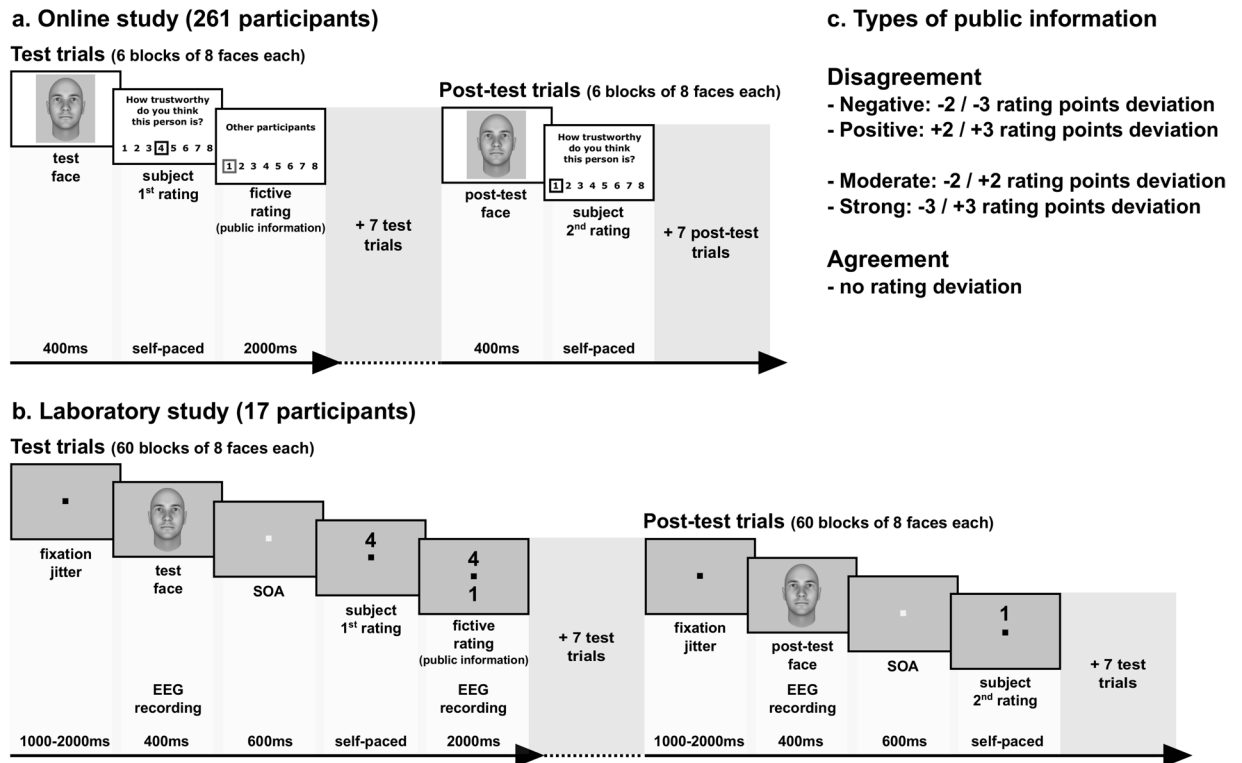 a. Online study (261 participants)
Test trials (6 blocks of 8 faces each)
test
face
How trustworthy
do you think
this person is?
1 2 3 4 5 6 7 8
subject
1st rating
Other participants
1 2 3 4 5 6 7 8
fictive
rating
(public information)
+ 7 test
trials
Post-test trials (6 blocks of 8 faces each)
post-test
face
How trustworthy
do you think
this person is?
1 2 3 4 5 6 7 8
subject
2nd rating
+ 7 post-test
trials
400ms self-paced 2000ms 400ms self-paced
c. Types of public information
Disagreement
- Negative: -2 / -3 rating points deviation
- Positive: +2 / +3 rating points deviation
- Moderate: -2 / +2 rating points deviation
- Strong: -3 / +3 rating points deviation
Agreement
- no rating deviation
b. Laboratory study (17 participants)
Test trials (60 blocks of 8 faces each)
fixation
jitter
test
face
SOA
4
subject
1st rating
4
1
fictive
rating
(public information)
+ 7 test
trials
EEG
recording
EEG
recording
Post-test trials (60 blocks of 8 faces each)
fixation
jitter
post-test
face
EEG
recording
SOA
1
subject
2nd rating
+ 7 test
trials
1000-2000ms 400ms 600ms self-paced 2000ms 1000-2000ms 400ms 600ms self-paced